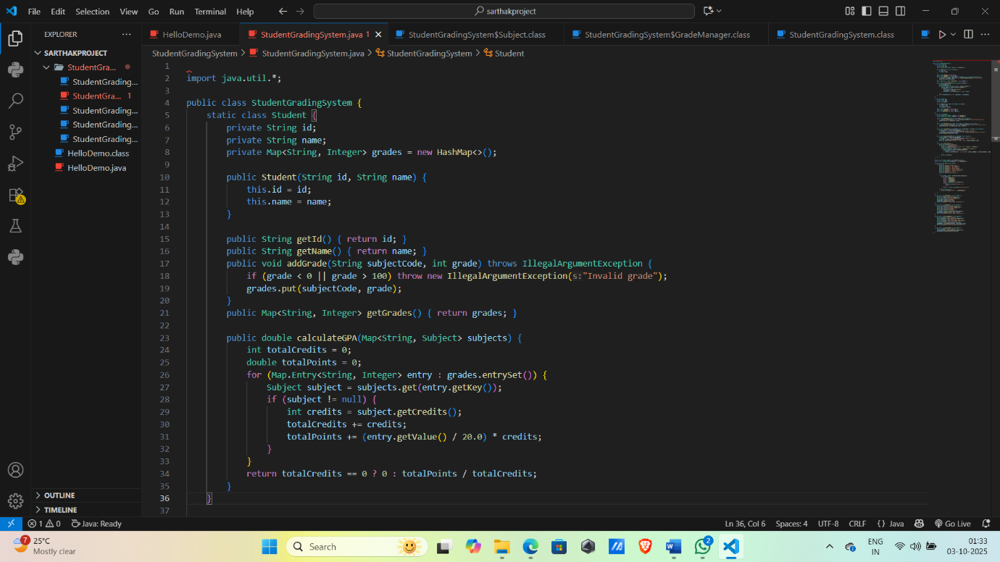 File Edit Selection View Go Run Terminal Help
sarthakproject
EXPLORER
SARTHAKPROJECT
StudentGra...
StudentGrading...
StudentGra... 1
StudentGrading...
StudentGrading...
StudentGrading...
HelloDemo.class
HelloDemo.java
OUTLINE
TIMELINE
HelloDemo.java
StudentGradingSystem.java 1
StudentGradingSystem$Subject.class
StudentGradingSystem$GradeManager.class
StudentGradingSystem.class
StudentGradingSystem > StudentGradingSystem.java > StudentGradingSystem > Student
1
2 import java.util.*;
3
4 public class StudentGradingSystem {
5 static class Student {
6 private String id;
7 private String name;
8 private Map<String, Integer> grades = new HashMap<>();
9
10 public Student(String id, String name) {
11 this.id = id;
12 this.name = name;
13 }
14
15 public String getId() { return id; }
16 public String getName() { return name; }
17 public void addGrade(String subjectCode, int grade) throws IllegalArgumentException {
18 if (grade < 0 || grade > 100) throw new IllegalArgumentException(s:"Invalid grade");
19 grades.put(subjectCode, grade);
20 }
21 public Map<String, Integer> getGrades() { return grades; }
22
23 public double calculateGPA(Map<String, Subject> subjects) {
24 int totalCredits = 0;
25 double totalPoints = 0;
26 for (Map.Entry<String, Integer> entry : grades.entrySet()) {
27 Subject subject = subjects.get(entry.getKey());
28 if (subject != null) {
29 int credits = subject.getCredits();
30 totalCredits += credits;
31 totalPoints += (entry.getValue() / 20.0) * credits;
32 }
33 }
34 return totalCredits == 0 ? 0 : totalPoints / totalCredits;
35 }
36 }
37
1 0 Java: Ready
Ln 36, Col 6 Spaces: 4 UTF-8 CRLF {} Java Go Live
7
25°C
Mostly clear
Search
2
ENG
IN
01:33
03-10-2025